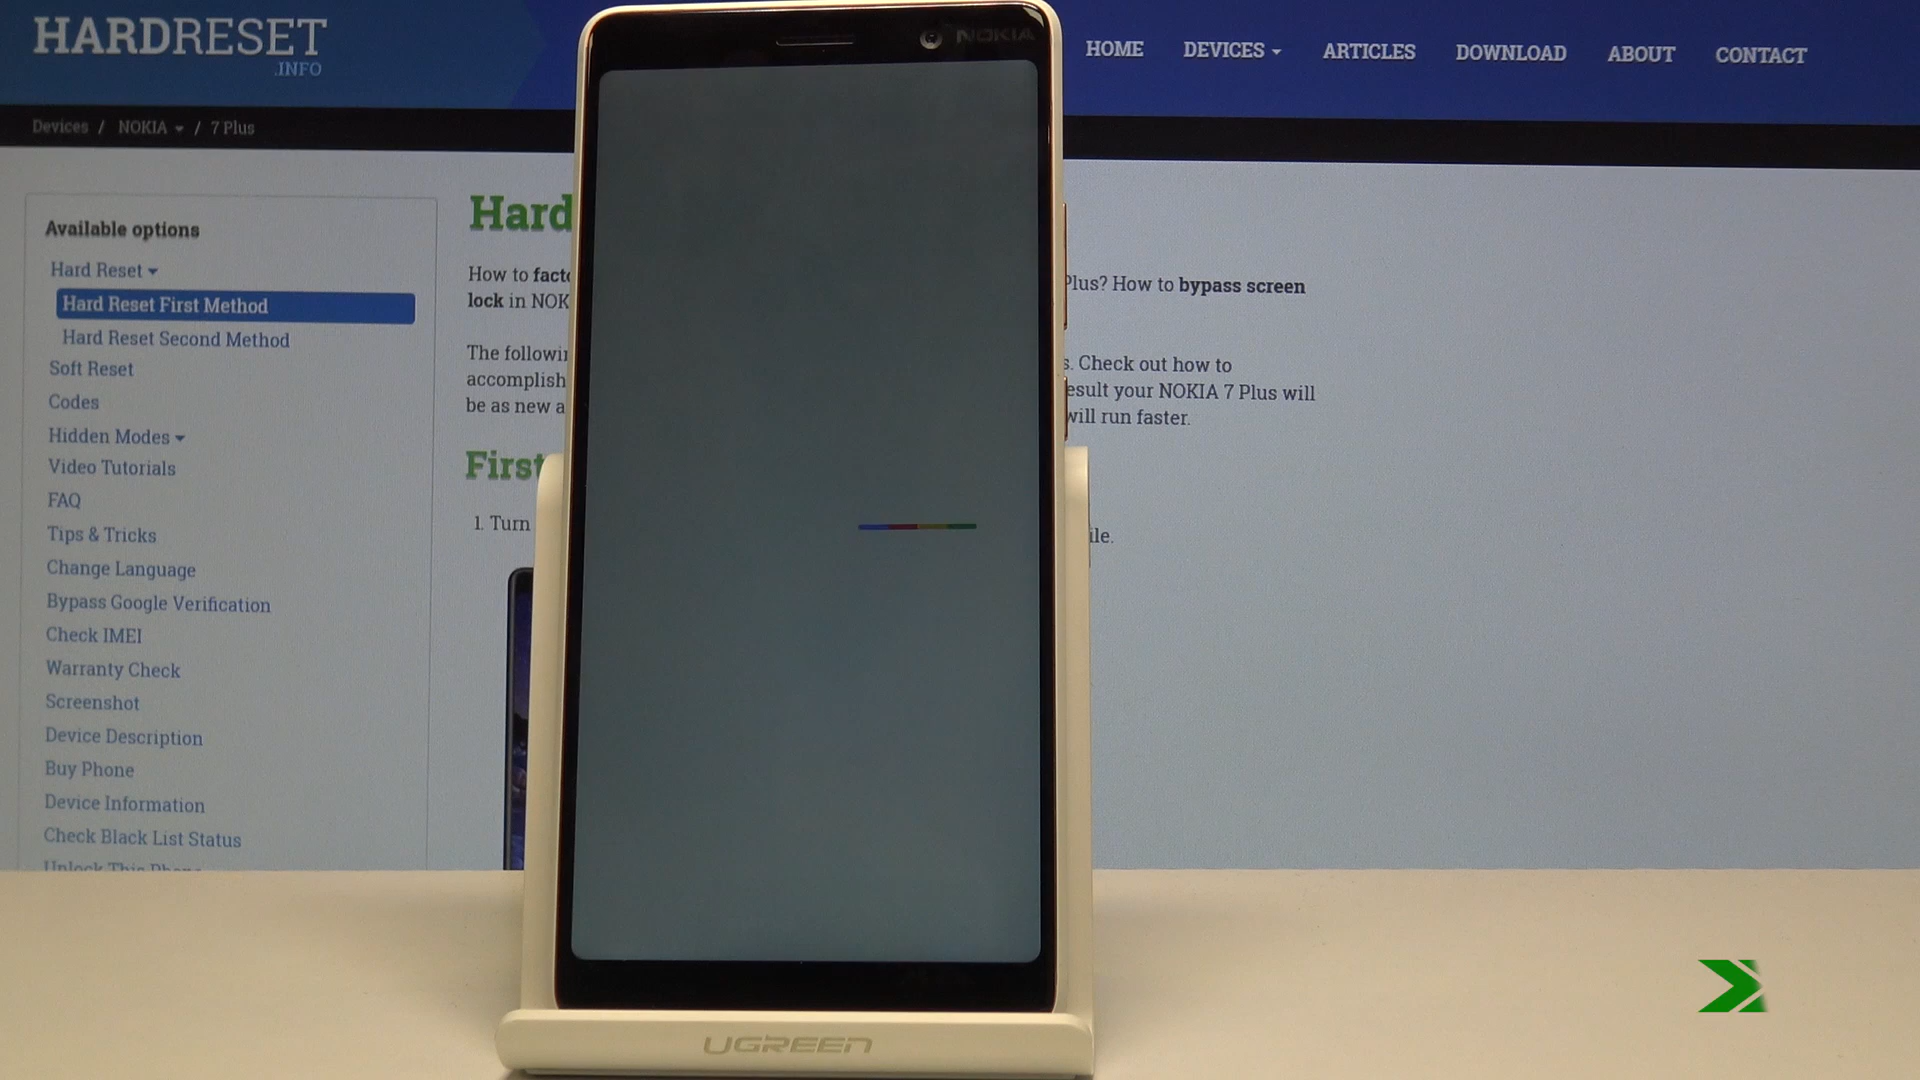 HARDRESET
.INFO
HOME DEVICES ARTICLES DOWNLOAD ABOUT CONTACT
NOKIA
Devices / NOKIA / 7 Plus
Available options
Hard Reset
Hard Reset First Method
Hard Reset Second Method
Soft Reset
Codes
Hidden Modes
Video Tutorials
FAQ
Tips & Tricks
Change Language
Bypass Google Verification
Check IMEI
Warranty Check
Screenshot
Device Description
Buy Phone
Device Information
Check Black List Status
Unlock This
Hard
How to facto Plus? How to bypass screen
lock in NOK
The followin s. Check out how to
accomplish esult your NOKIA 7 Plus will
be as new a will run faster.
First
1. Turn ile.
UGREEN